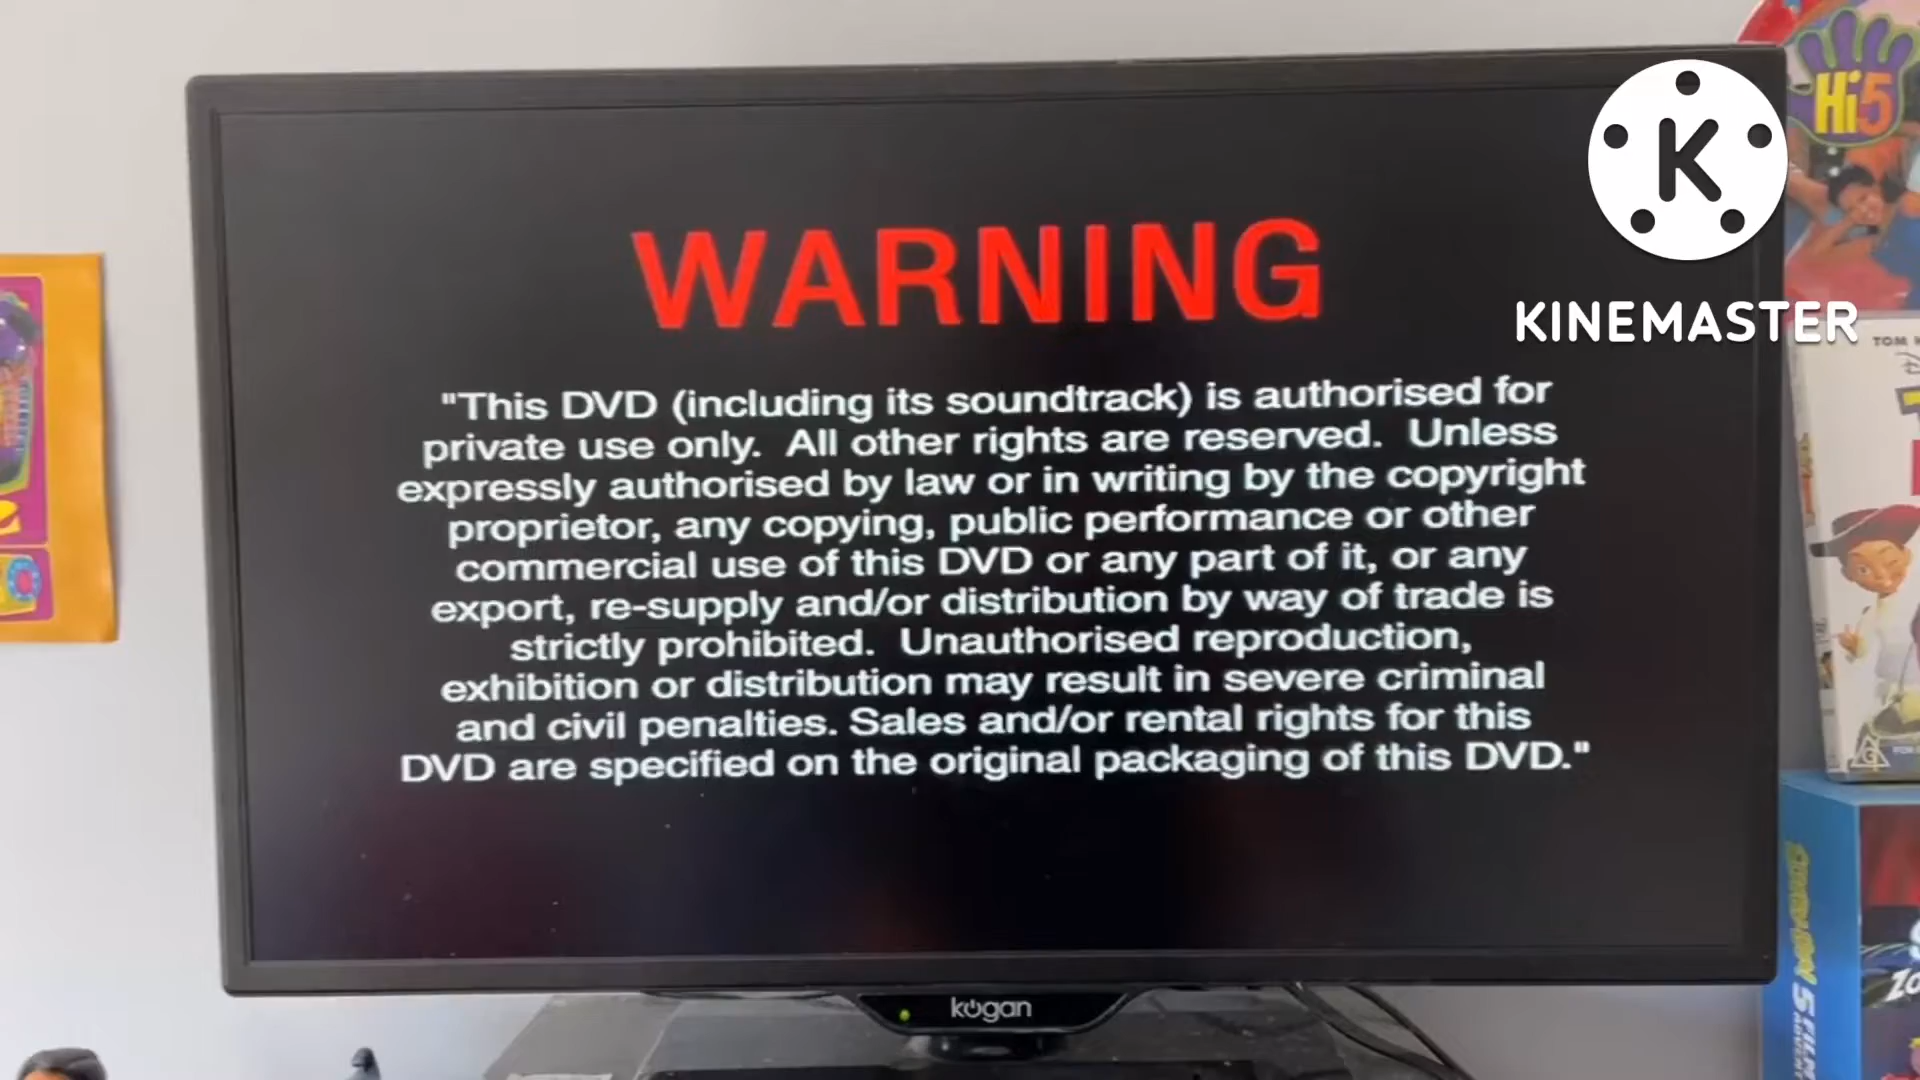 Hi5
KINEMASTER
TOM
WARNING
"This DVD (including its soundtrack) is authorised for
private use only. All other rights are reserved. Unless
expressly authorised by law or in writing by the copyright
proprietor, any copying, public performance or other
commercial use of this DVD or any part of it, or any
export, re-supply and/or distribution by way of trade is
strictly prohibited. Unauthorised reproduction,
exhibition or distribution may result in severe criminal
and civil penalties. Sales and/or rental rights for this
DVD are specified on the original packaging of this DVD."
kogan